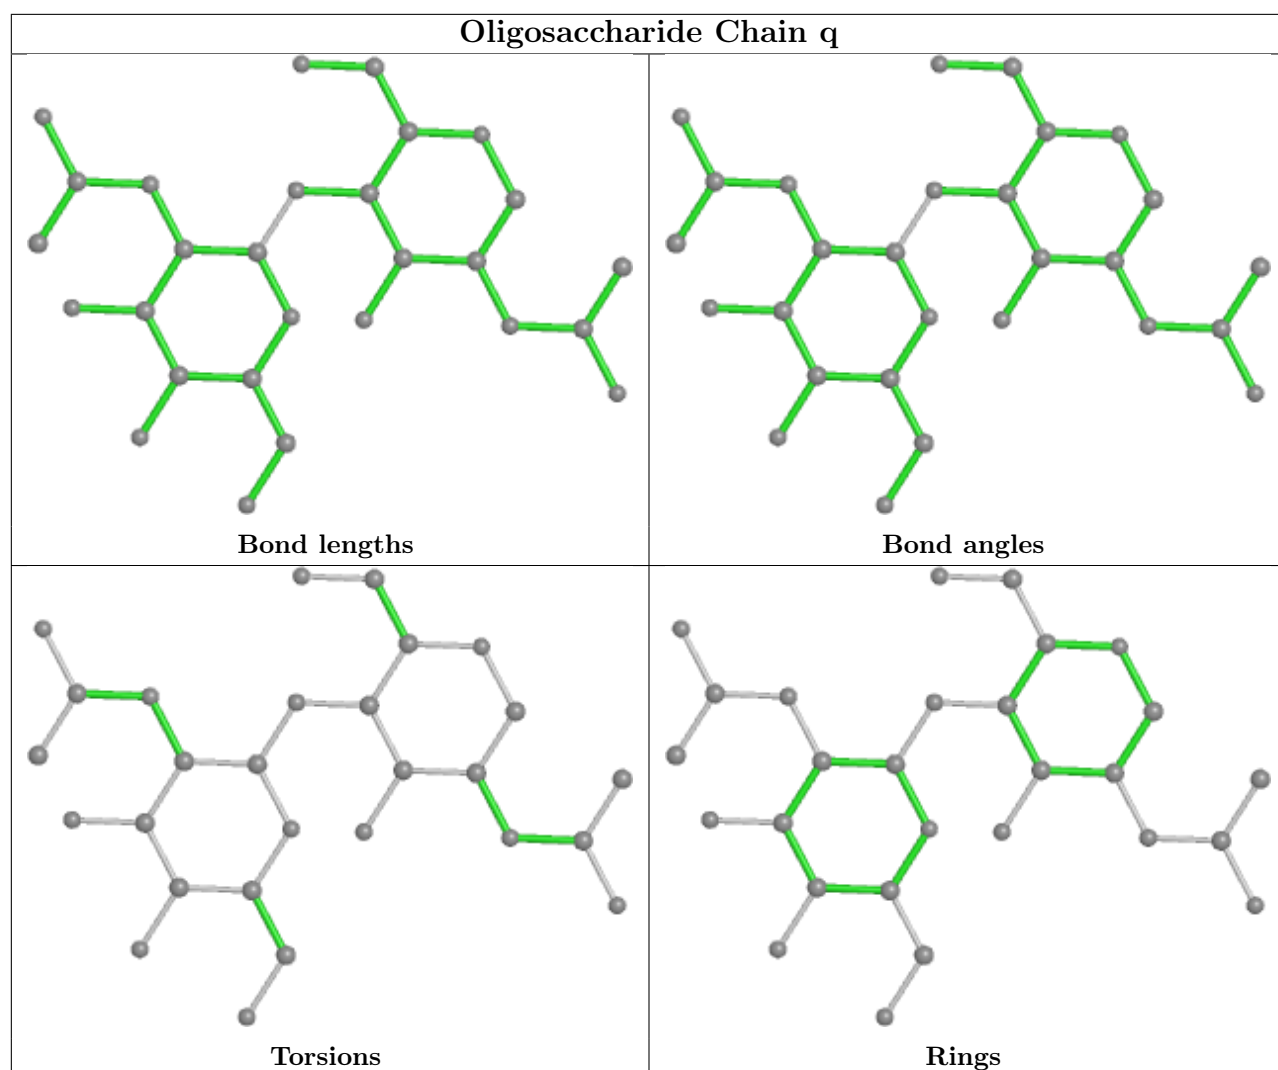 Oligosaccharide Chain q
Bond lengths
Bond angles
Torsions
Rings